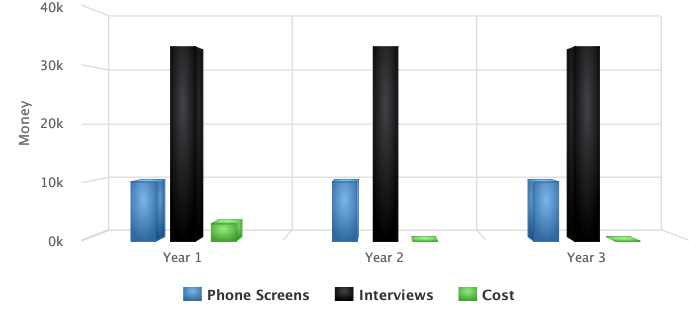 40k
30k
20k
10k
0k
Money
Year 1 Year 2 Year 3
Phone Screens Interviews Cost